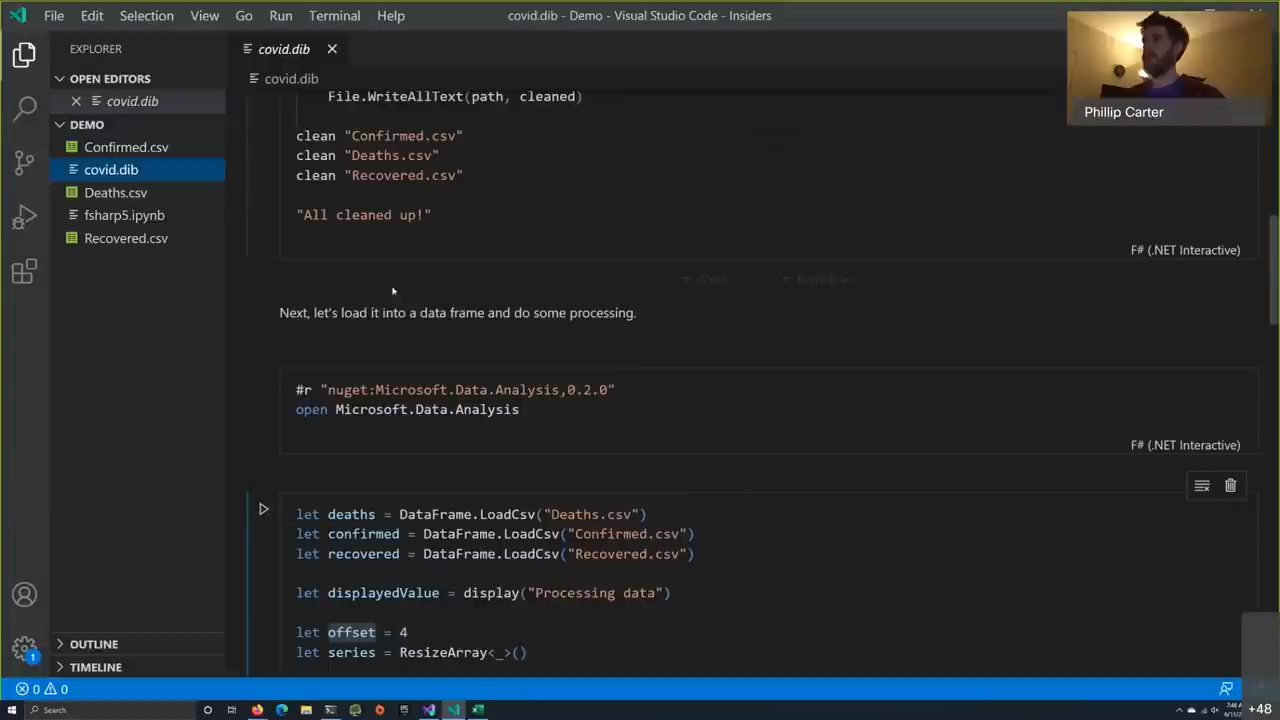 File Edit Selection View Go Run Terminal Help
covid.dib - Demo - Visual Studio Code - Insiders
EXPLORER
OPEN EDITORS
covid.dib
DEMO
Confirmed.csv
covid.dib
Deaths.csv
fsharp5.ipynb
Recovered.csv
OUTLINE
TIMELINE
covid.dib
covid.dib
File.WriteAllText(path, cleaned)
clean "Confirmed.csv"
clean "Deaths.csv"
clean "Recovered.csv"
"All cleaned up!"
F# (.NET Interactive)
Next, let's load it into a data frame and do some processing.
#r "nuget:Microsoft.Data.Analysis,0.2.0"
open Microsoft.Data.Analysis
F# (.NET Interactive)
let deaths = DataFrame.LoadCsv("Deaths.csv")
let confirmed = DataFrame.LoadCsv("Confirmed.csv")
let recovered = DataFrame.LoadCsv("Recovered.csv")
let displayedValue = display("Processing data")
let offset = 4
let series = ResizeArray<_>()
Phillip Carter
1
0 0
Search
+48